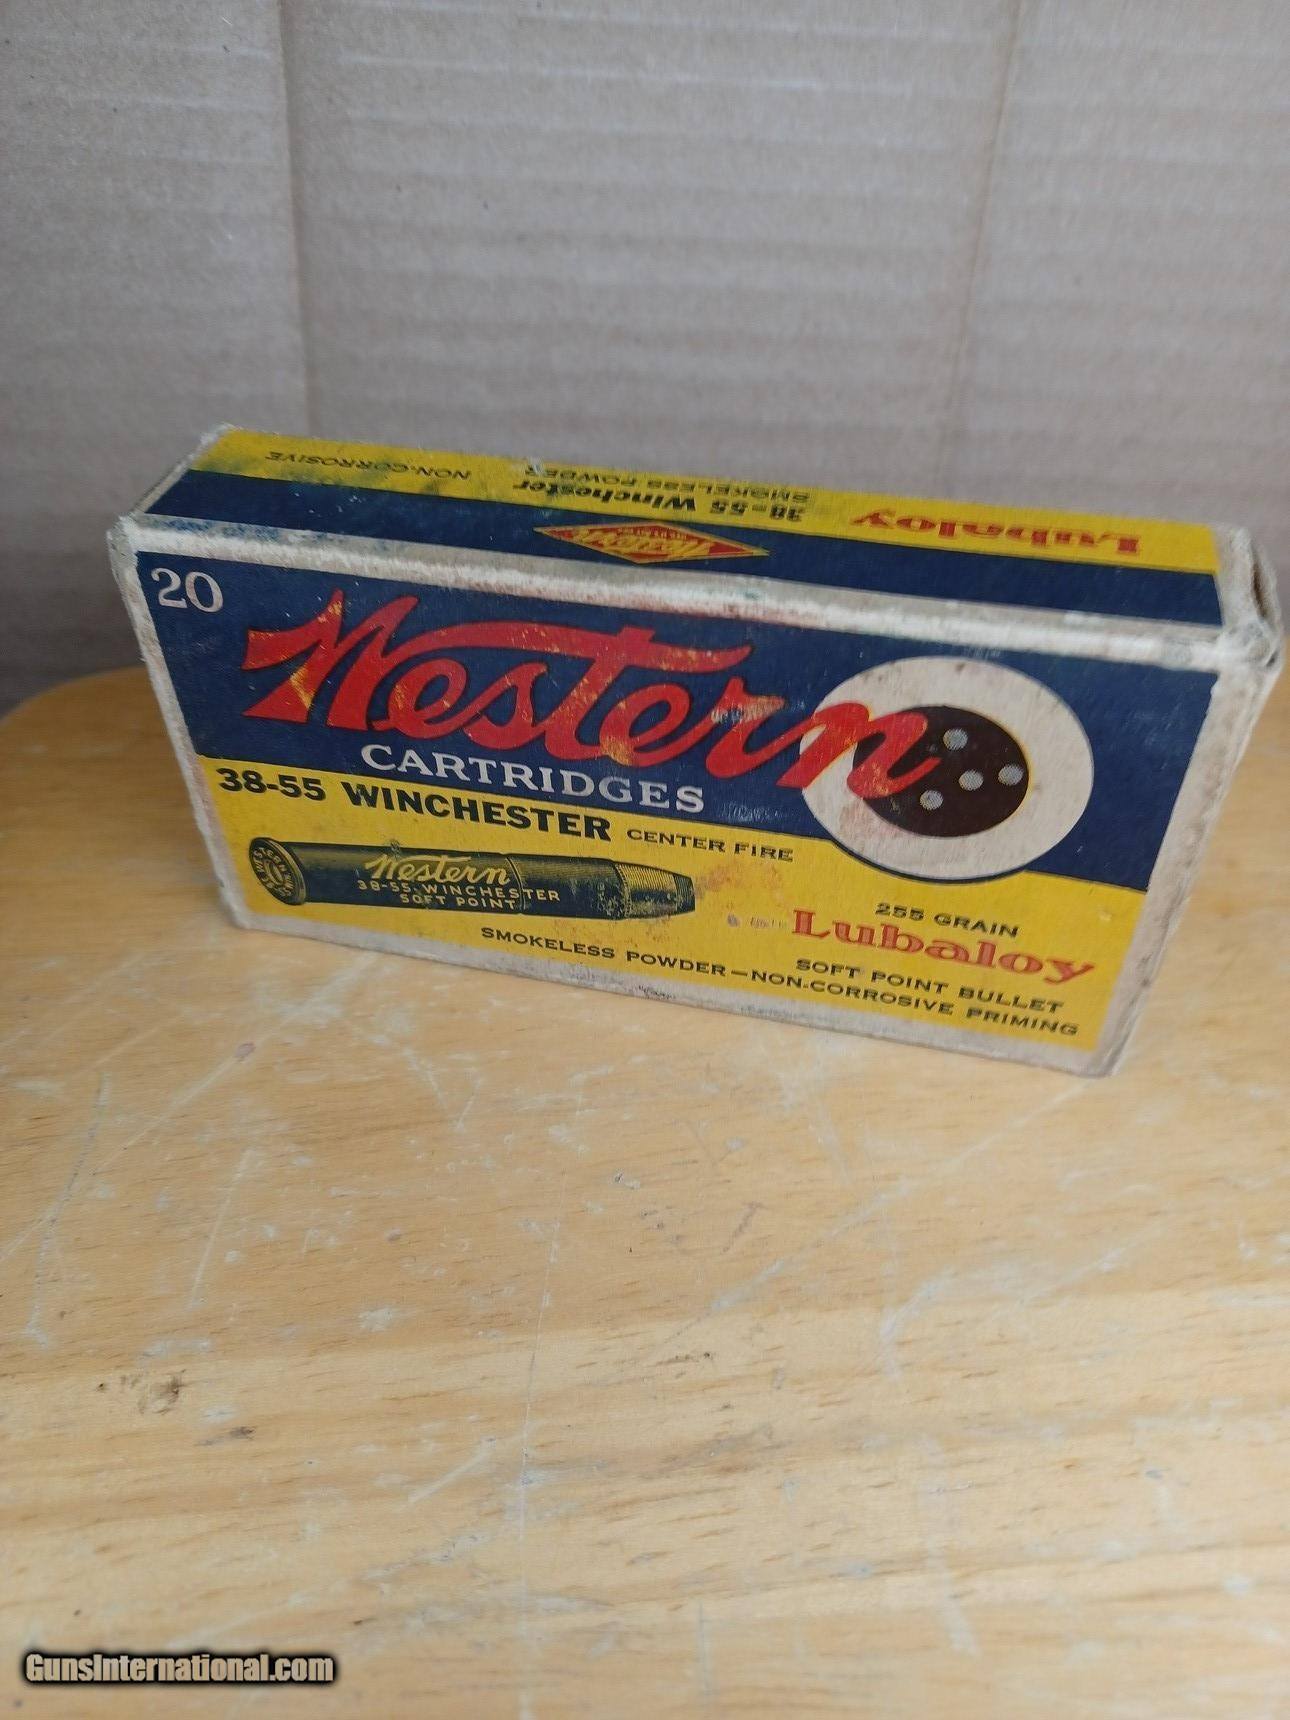 Lubaloy
38-55 Winchester
SMOKELESS POWDER
NON-CORROSIVE
Western
20
Western
CARTRIDGES
38-55 WINCHESTER CENTER FIRE
Western
38-55 WINCHESTER
SOFT POINT
255 GRAIN
Lubaloy
SOFT POINT BULLET
SMOKELESS POWDER—NON-CORROSIVE PRIMING
GunsInternational.com